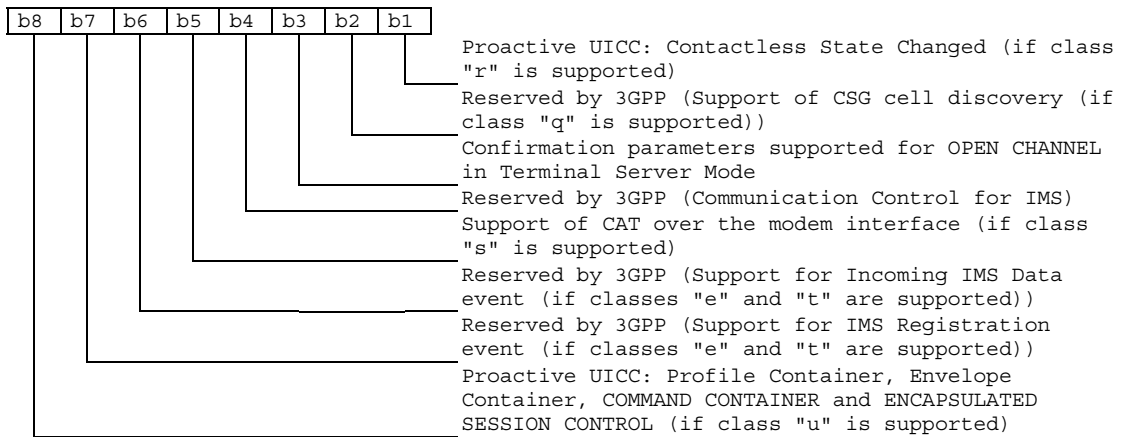 b8 b7 b6 b5 b4 b3 b2 b1
Proactive UICC: Contactless State Changed (if class
"r" is supported)
Reserved by 3GPP (Support of CSG cell discovery (if
class "q" is supported))
Confirmation parameters supported for OPEN CHANNEL
in Terminal Server Mode
Reserved by 3GPP (Communication Control for IMS)
Support of CAT over the modem interface (if class
"s" is supported)
Reserved by 3GPP (Support for Incoming IMS Data
event (if classes "e" and "t" are supported))
Reserved by 3GPP (Support for IMS Registration
event (if classes "e" and "t" are supported))
Proactive UICC: Profile Container, Envelope
Container, COMMAND CONTAINER and ENCAPSULATED
SESSION CONTROL (if class "u" is supported)